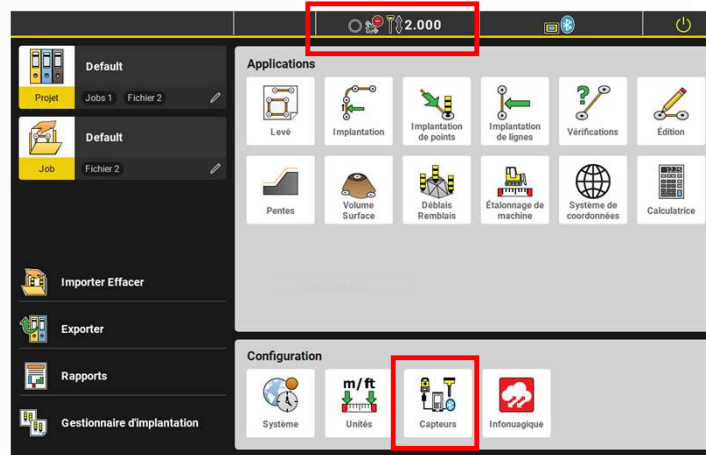 2.000
Default
Projet
Jobs 1 Fichier 2
Default
Job
Fichier 2
Importer Effacer
Exporter
Rapports
Gestionnaire d'implantation
Applications
Levé
Implantation
Implantation
de points
Implantation
de lignes
?
Vérifications
Édition
Pentes
Volume
Surface
Déblais
Remblais
Étalonnage de
machine
Système de
coordonnées
Calculatrice
Configuration
Système
m/ft
Unités
Capteurs
Infonuagique